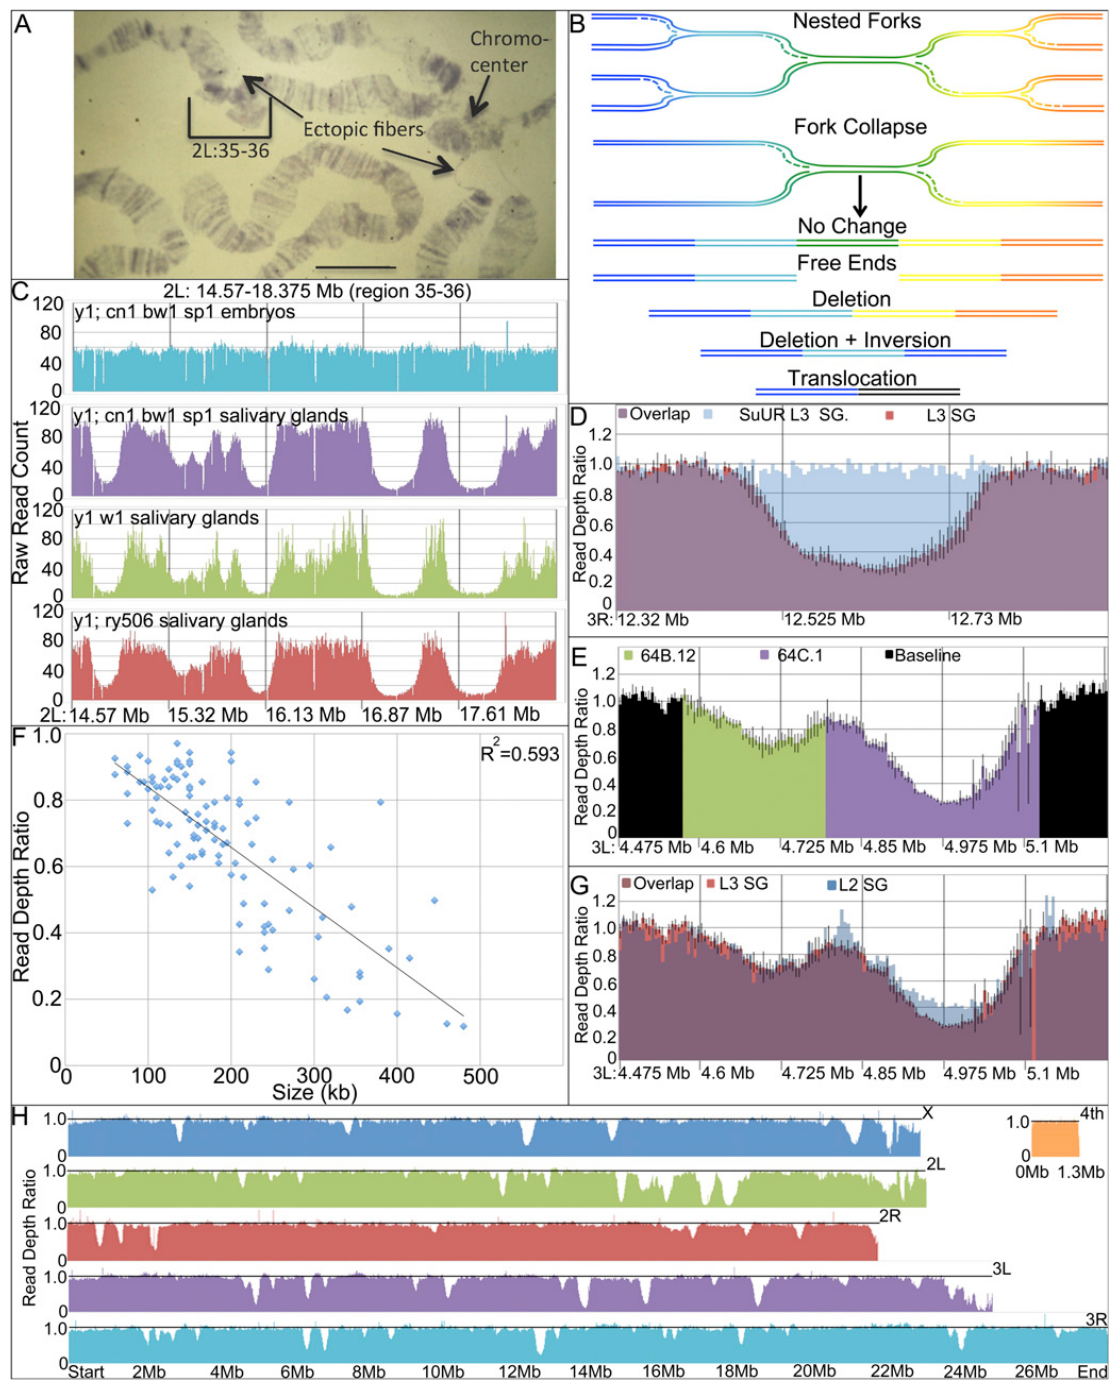 A
Chromo-
center
Ectopic fibers
2L:35-36
B
Nested Forks
Fork Collapse
No Change
Free Ends
Deletion
Deletion + Inversion
Translocation
C
2L: 14.57-18.375 Mb (region 35-36)
Raw Read Count
y1; cn1 bw1 sp1 embryos
120
80
40
0
y1; cn1 bw1 sp1 salivary glands
120
80
40
0
y1 w1 salivary glands
120
80
40
0
y1; ry506 salivary glands
120
80
40
0
2L:14.57 Mb 15.32 Mb 16.13 Mb 16.87 Mb 17.61 Mb
D
Overlap SuUR L3 SG. L3 SG
Read Depth Ratio
1.2
1.0
0.8
0.6
0.4
0.2
0
3R:12.32 Mb 12.525 Mb 12.73 Mb
E
64B.12 64C.1 Baseline
Read Depth Ratio
1.2
1.0
0.8
0.6
0.4
0.2
0
3L:4.475 Mb 4.6 Mb 4.725 Mb 4.85 Mb 4.975 Mb 5.1 Mb
F
R2=0.593
Read Depth Ratio
1.0
0.8
0.6
0.4
0.2
0
0 100 200 300 400 500
Size (kb)
G
Overlap L3 SG L2 SG
Read Depth Ratio
1.2
1.0
0.8
0.6
0.4
0.2
0
3L:4.475 Mb 4.6 Mb 4.725 Mb 4.85 Mb 4.975 Mb 5.1 Mb
H
Read Depth Ratio
1.0
0
X
1.0
0
4th
0Mb 1.3Mb
1.0
0
2L
1.0
0
2R
1.0
0
3L
1.0
0
3R
Start 2Mb 4Mb 6Mb 8Mb 10Mb 12Mb 14Mb 16Mb 18Mb 20Mb 22Mb 24Mb 26Mb End